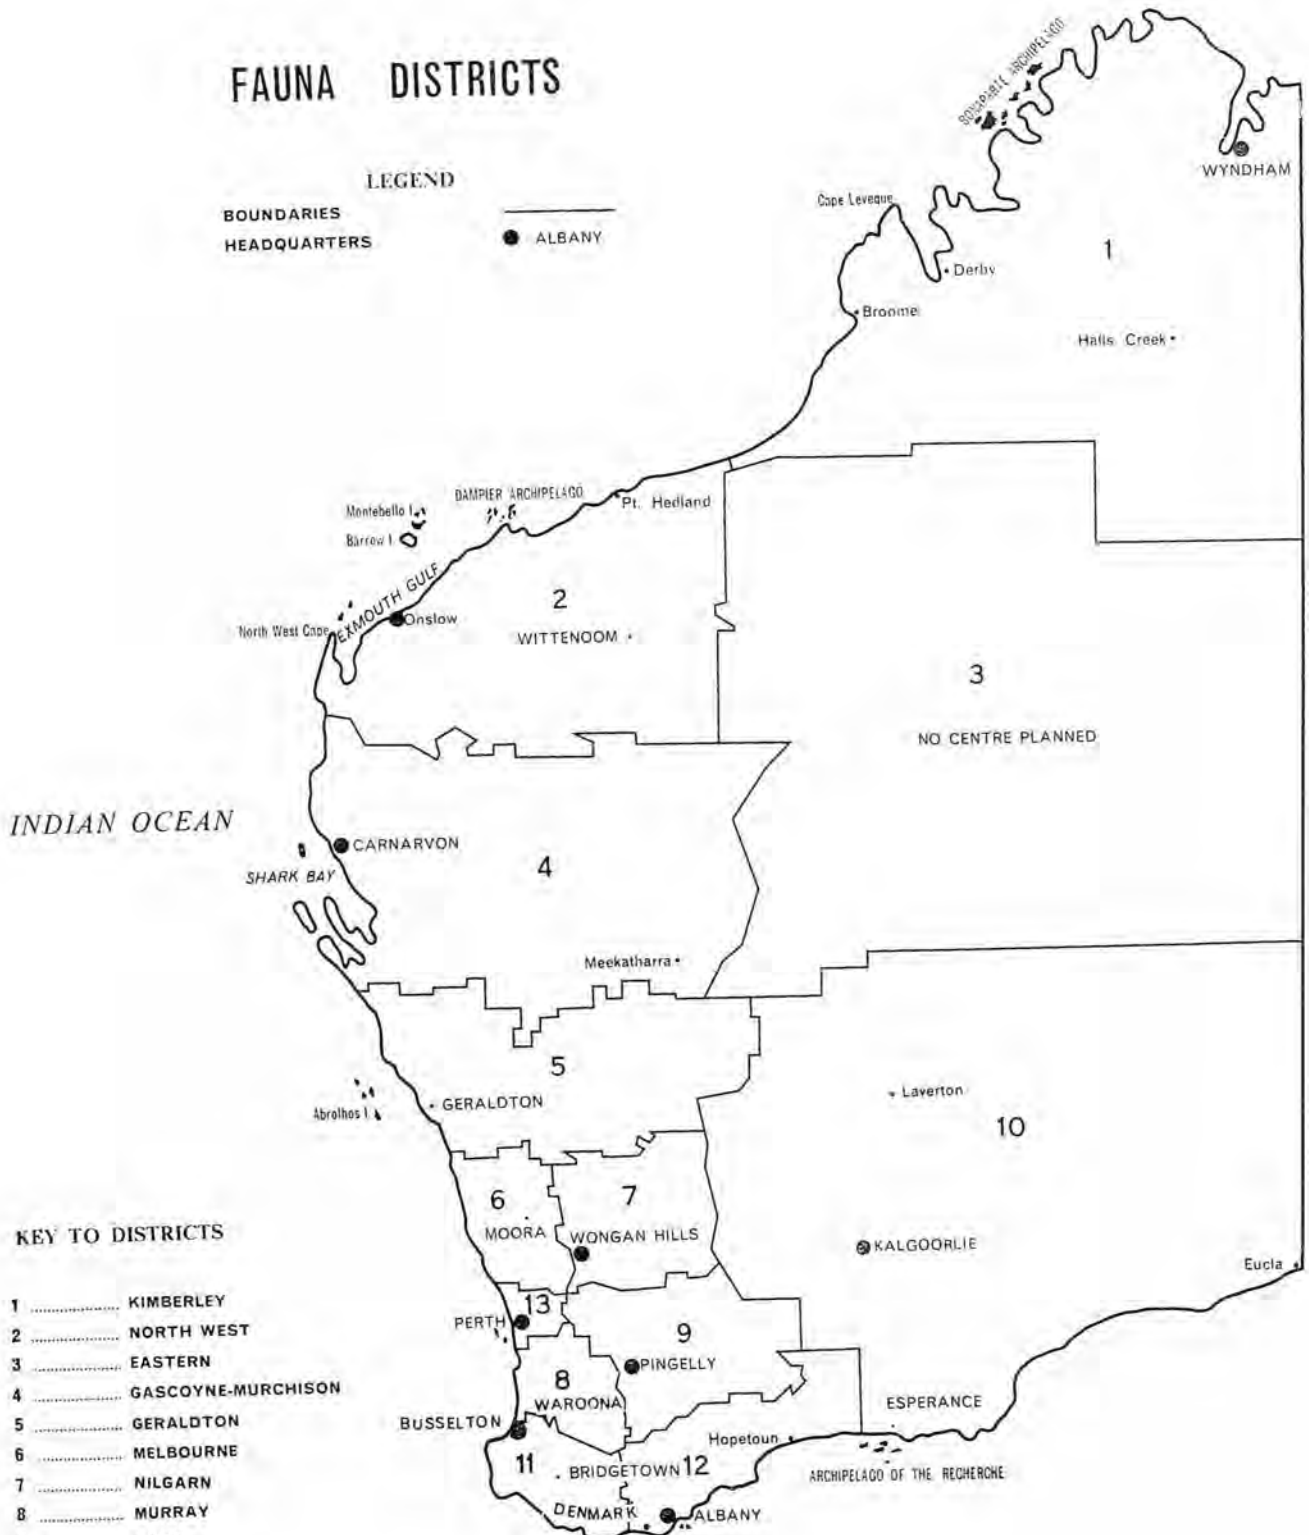 FAUNA DISTRICTS
LEGEND
BOUNDARIES
HEADQUARTERS
ALBANY
BONAPARTE ARCHIPELAGO
WYNDHAM
Cape Leveque
1
Derby
Broome
Halls Creek
DAMPIER ARCHIPELAGO
Pt. Hedland
Montebello I.
Barrow I.
EXMOUTH GULF
2
Onslow
North West Cape
WITTENOOM
3
NO CENTRE PLANNED
INDIAN OCEAN
CARNARVON
4
SHARK BAY
Meekatharra
5
Laverton
Abrolhos I.
GERALDTON
10
6
7
MOORA
WONGAN HILLS
KALGOORLIE
Eucla
13
PERTH
9
PINGELLY
8
WAROONA
ESPERANCE
BUSSELTON
Hopetoun
11
BRIDGETOWN
12
ARCHIPELAGO OF THE RECHERCHE
DENMARK
ALBANY
KEY TO DISTRICTS
1 .................. KIMBERLEY
2 .................. NORTH WEST
3 .................. EASTERN
4 .................. GASCOYNE-MURCHISON
5 .................. GERALDTON
6 .................. MELBOURNE
7 .................. NILGARN
8 .................. MURRAY